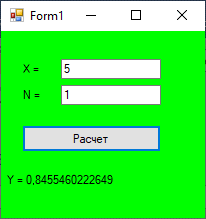 Form1
X = 5
N = 1
Расчет
Y = 0,8455460222649